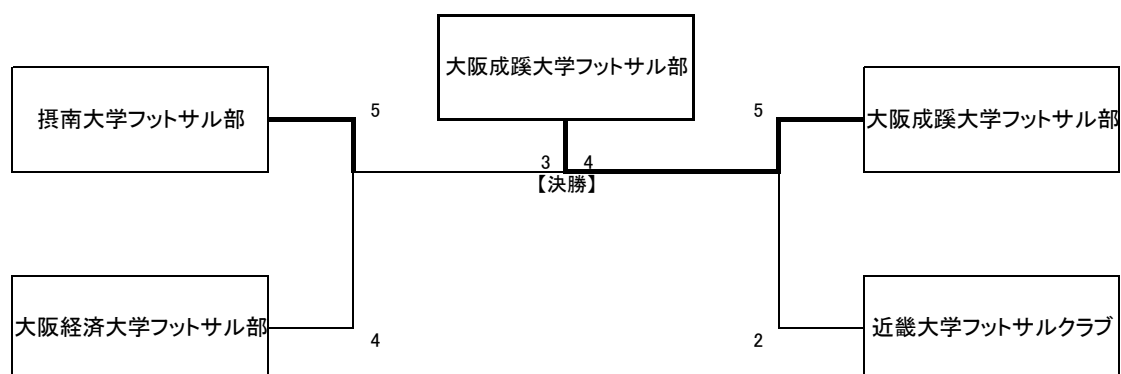 大阪成蹊大学フットサル部
摂南大学フットサル部
5
5
大阪成蹊大学フットサル部
3 4
【決勝】
大阪経済大学フットサル部
4
2
近畿大学フットサルクラブ